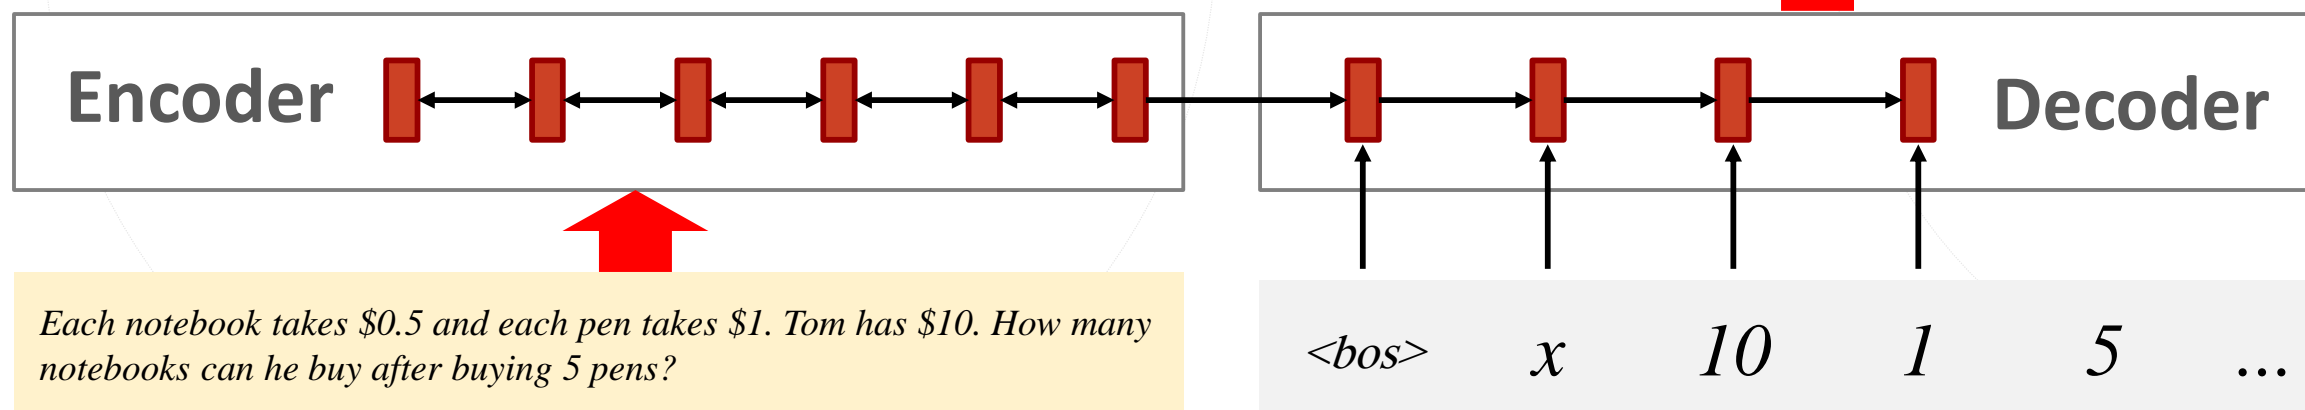 Encoder
Decoder
Each notebook takes $0.5 and each pen takes $1. Tom has $10. How many
notebooks can he buy after buying 5 pens?
<bos> x 10 1 5 ...